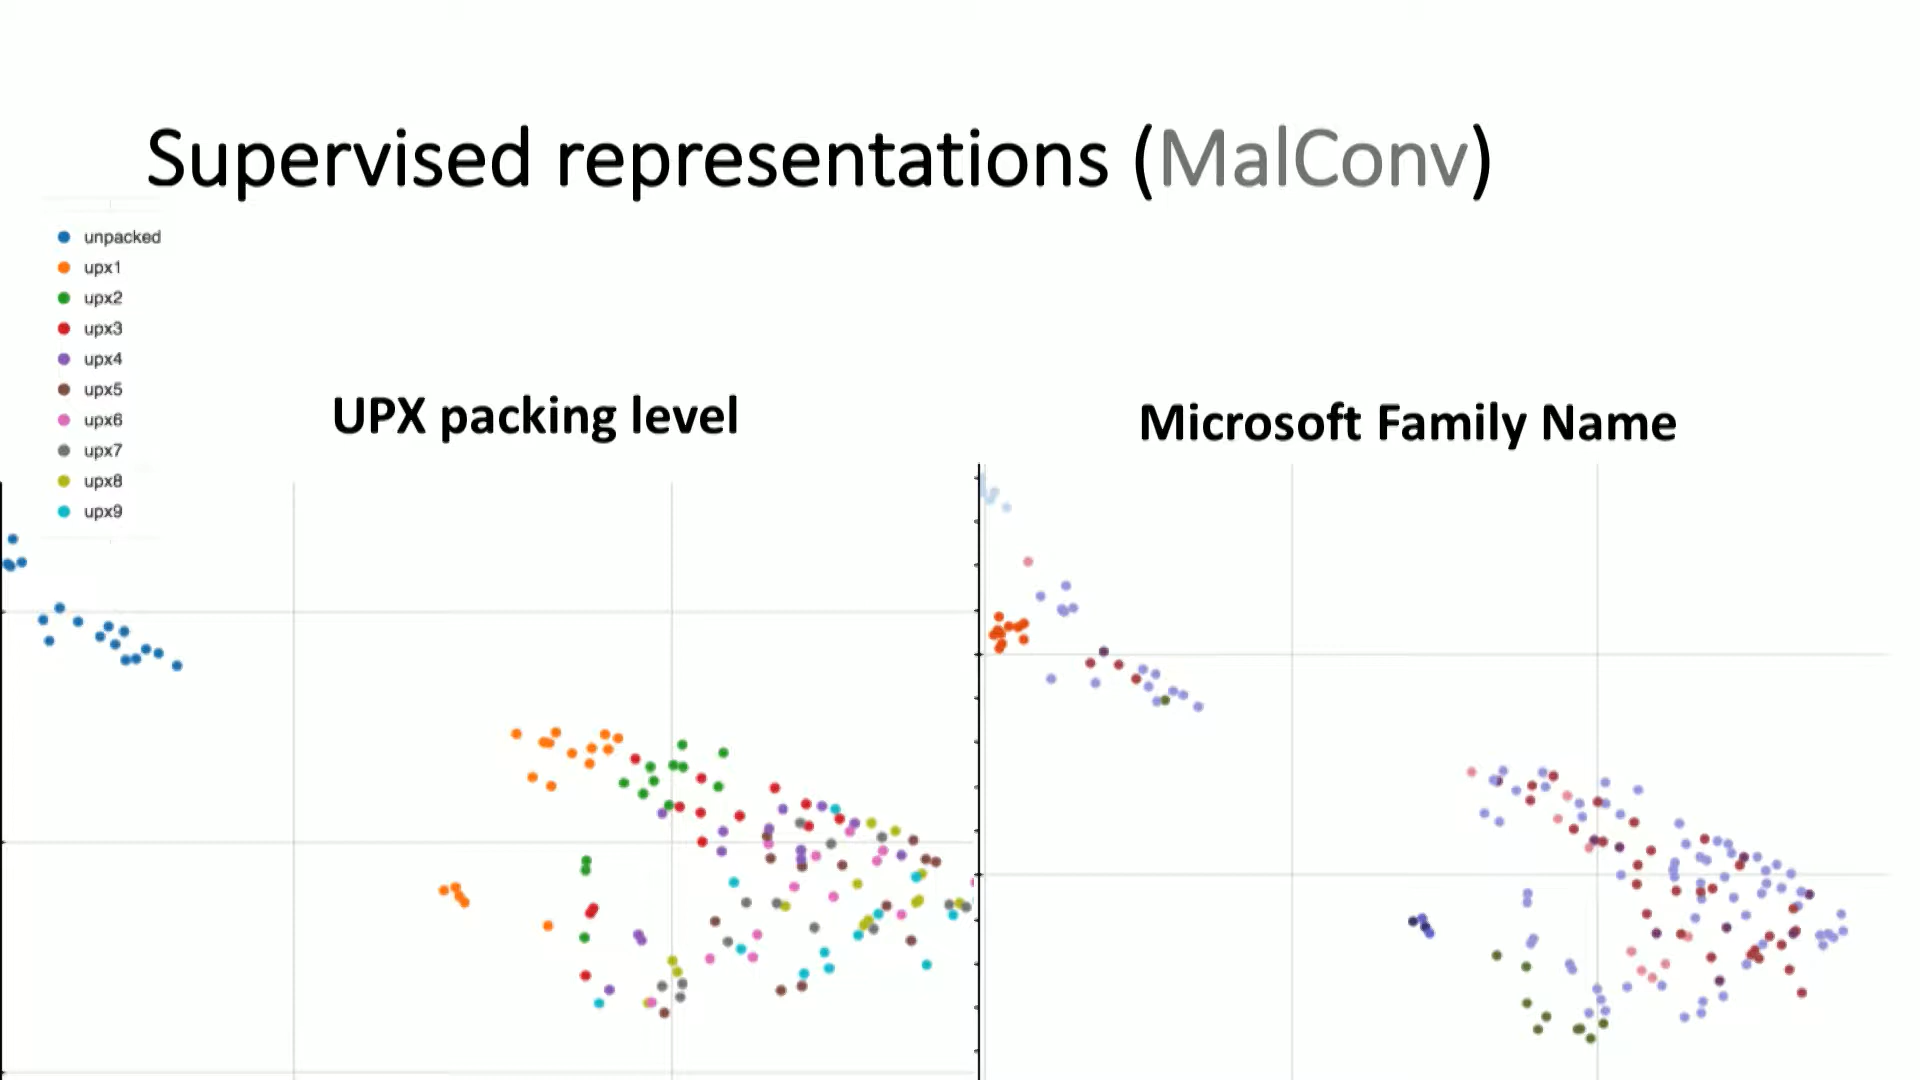 Supervised representations (MalConv)
unpacked
upx1
upx2
upx3
upx4
upx5
upx6
upx7
upx8
upx9
UPX packing level
Microsoft Family Name